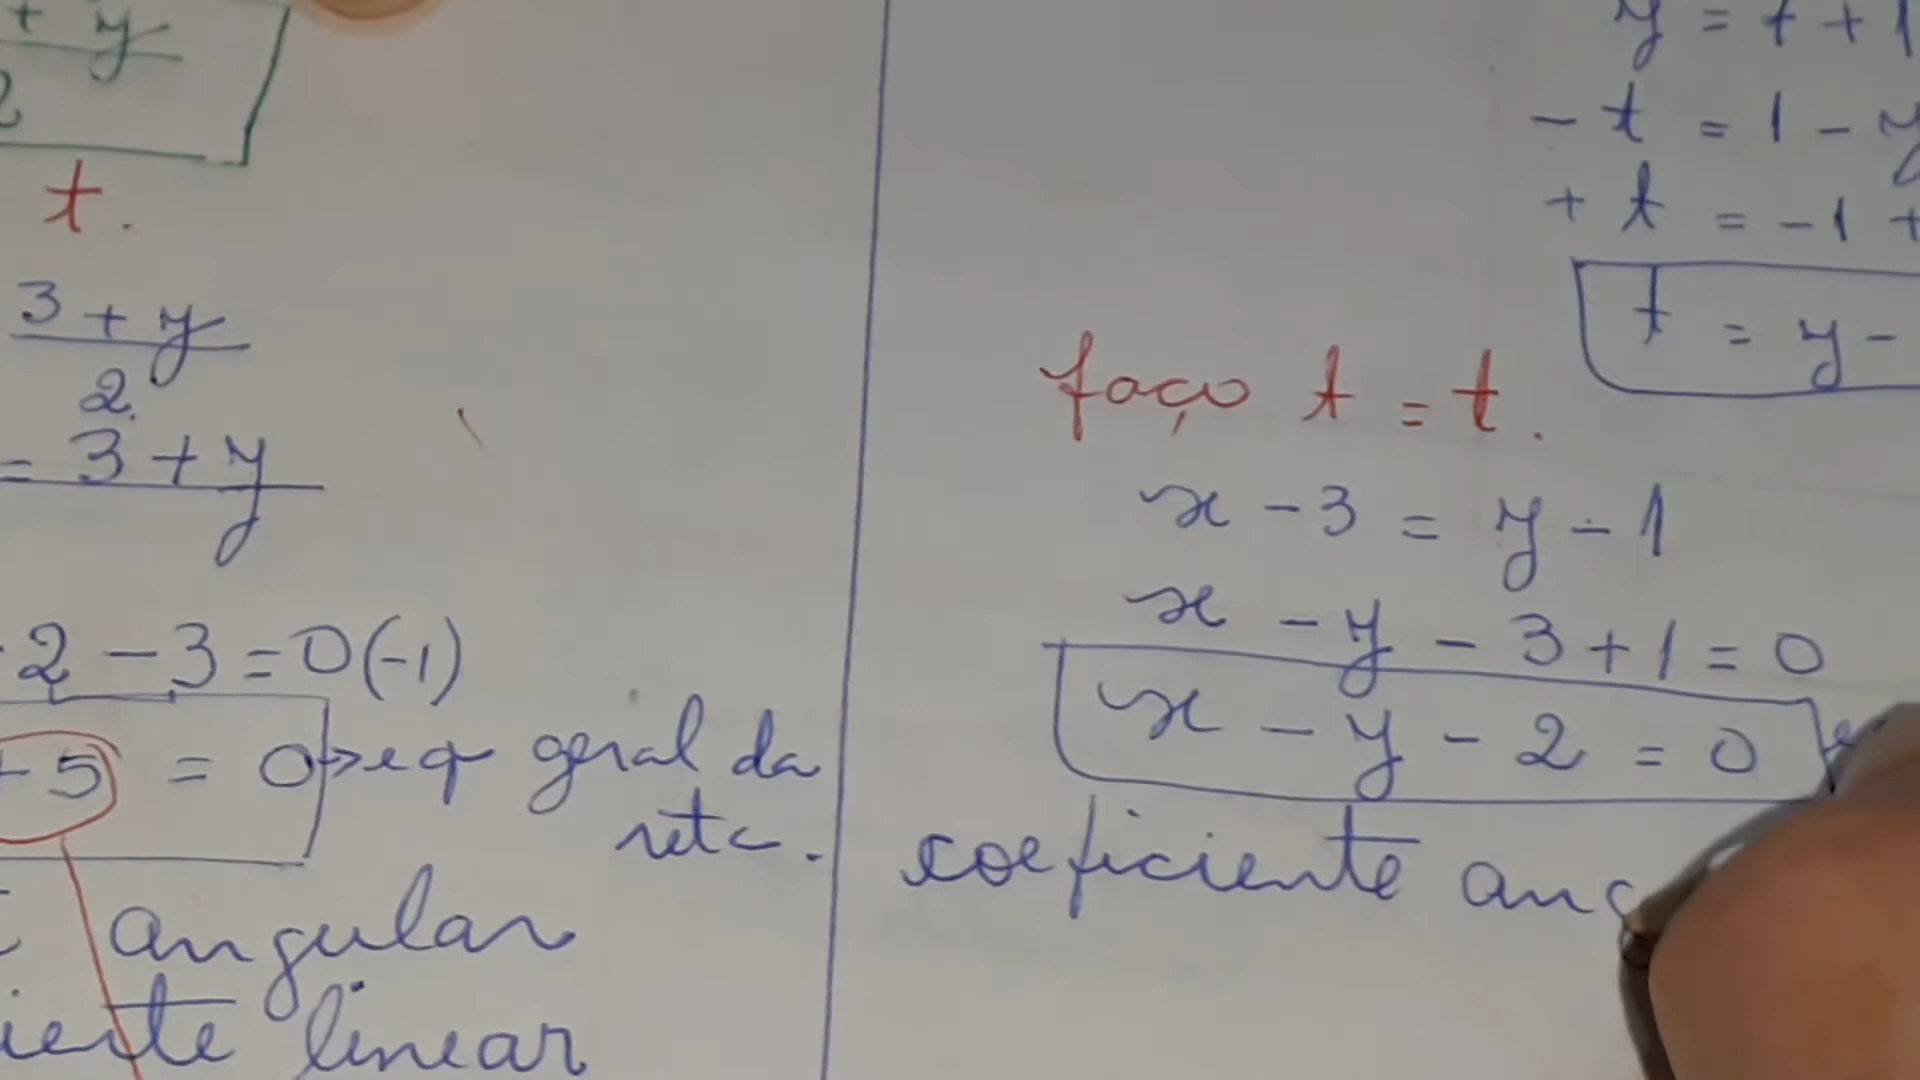 + y
2
t.
3 + y
2
= 3 + y
2 - 3 = 0(-1)
+ 5 = 0 → eq geral da
reta.
angular
linear
y = t + 1
- t = 1 - y
+ t = -1 +
t = y -
faço t = t.
x - 3 = y - 1
x - y - 3 + 1 = 0
x - y - 2 = 0
coeficiente ang